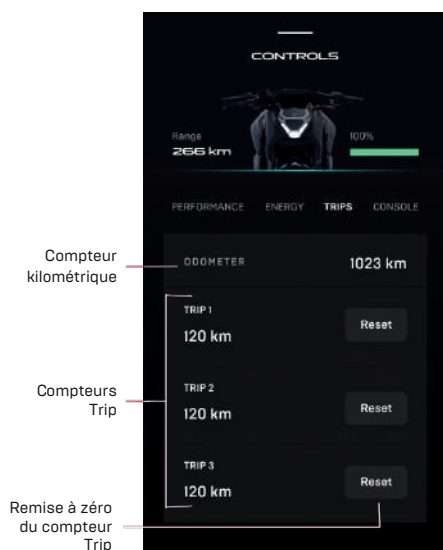 CONTROLS
Range
266 km
100%
PERFORMANCE ENERGY TRIPS CONSOLE
Compteur
kilométrique
ODOMETER 1023 km
TRIP 1
120 km
Reset
Compteurs
Trip
TRIP 2
120 km
Reset
TRIP 3
120 km
Reset
Remise à zéro
du compteur
Trip